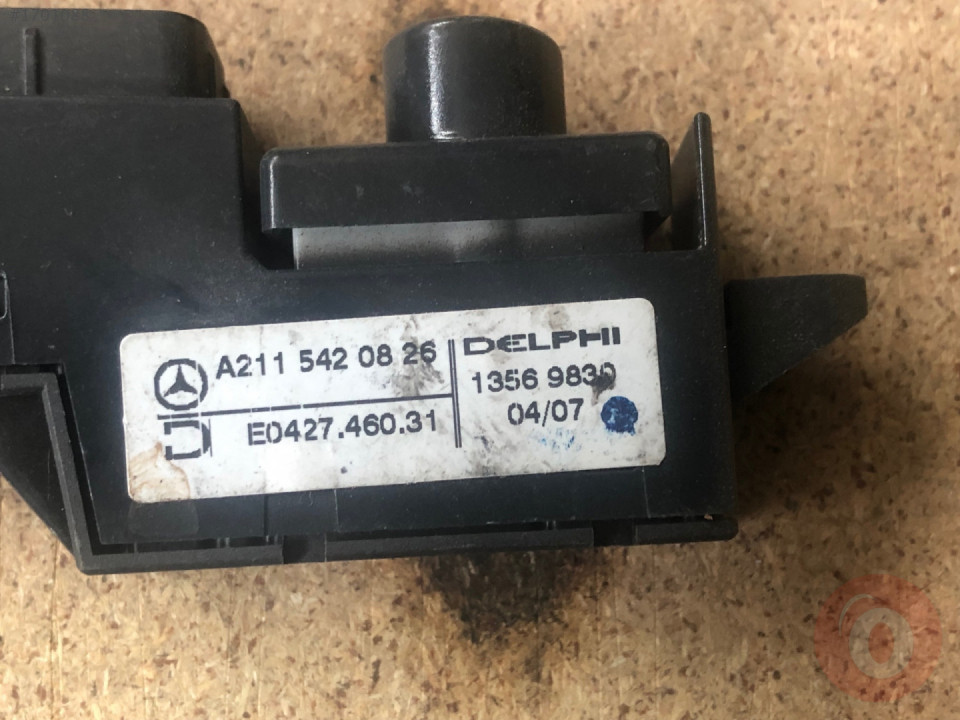 A211 542 08 26
E0427.460.31
DELPHI
1356 9830
04/07